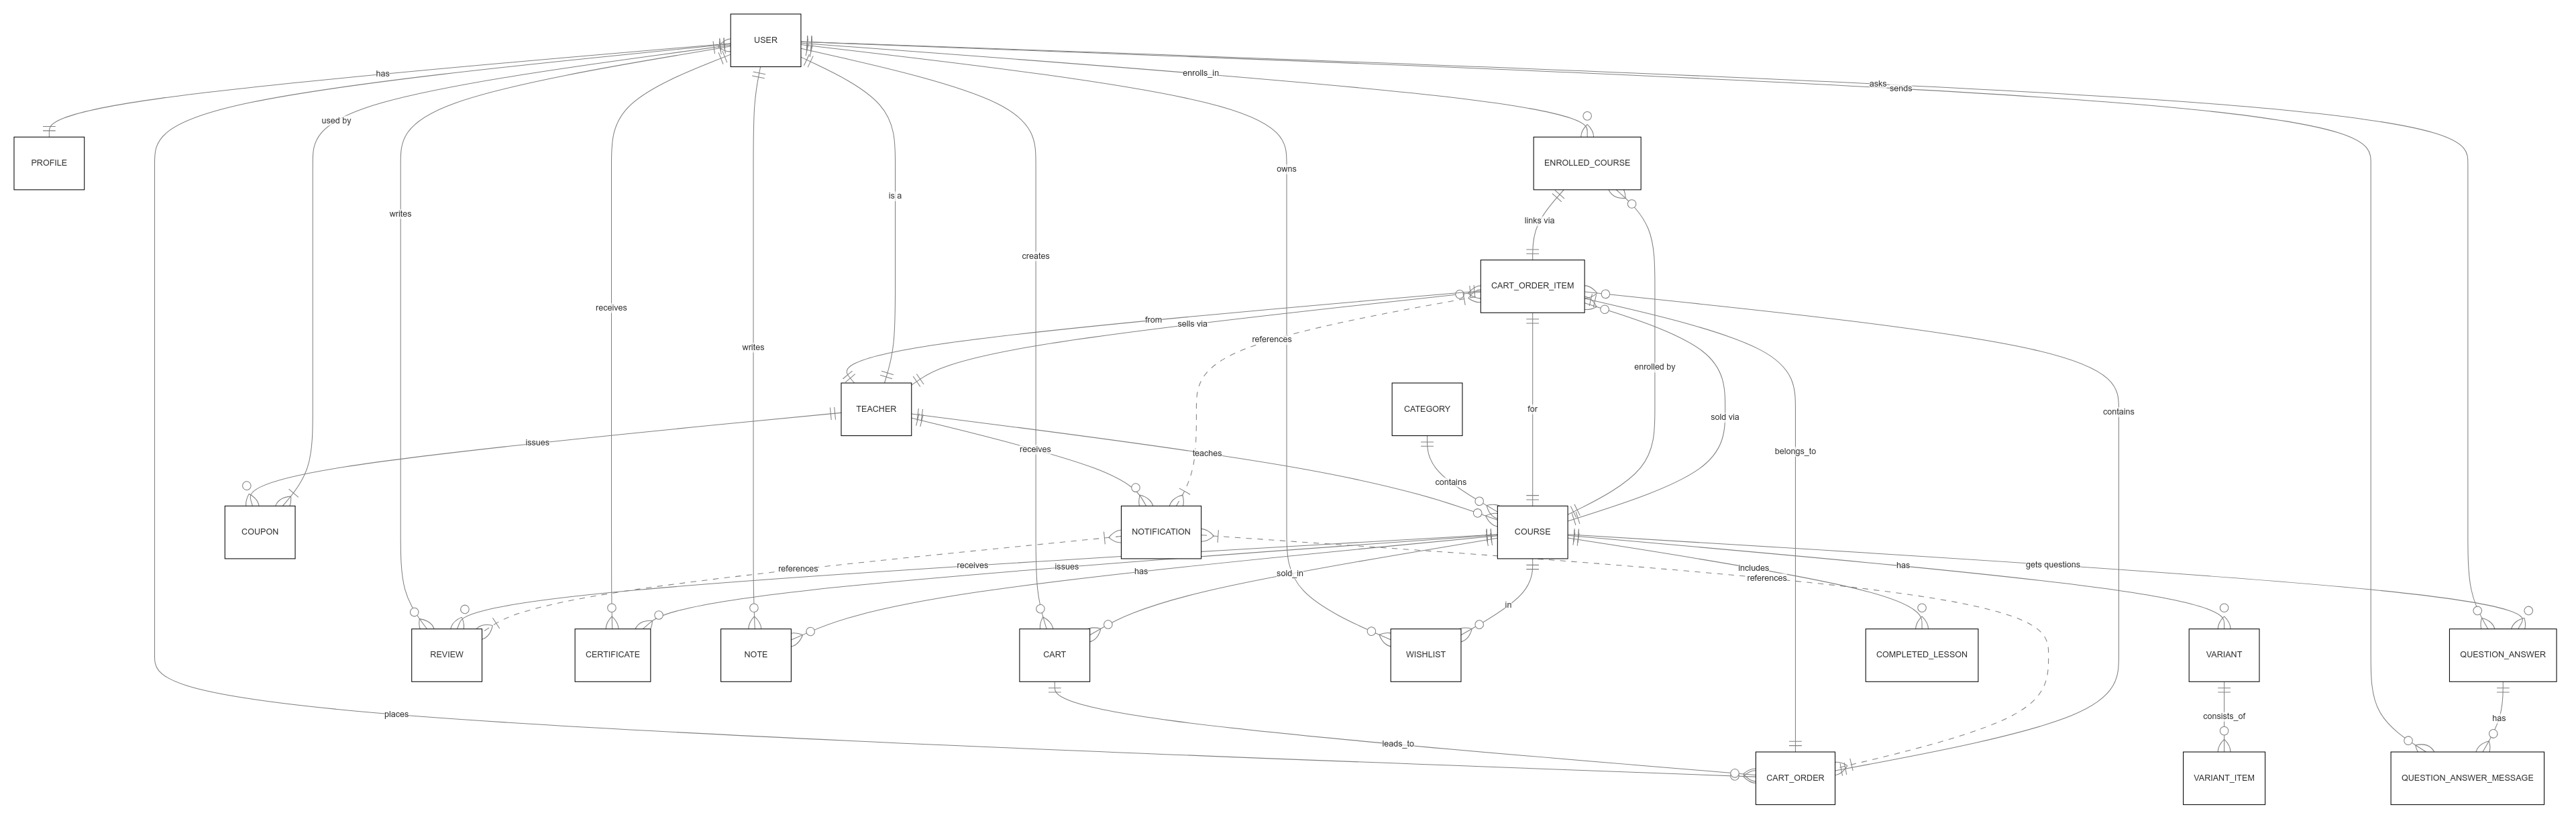 USER
has
enrolls_in
asks
sends
used by
PROFILE
ENROLLED_COURSE
owns
is a
writes
links via
creates
CART_ORDER_ITEM
receives
from
sells via
references
writes
enrolled by
TEACHER
CATEGORY
for
contains
sold via
issues
receives
teaches
belongs_to
contains
COUPON
NOTIFICATION
COURSE
references
receives
issues
has
sold_in
includes
references
has
gets questions
in
REVIEW
CERTIFICATE
NOTE
CART
WISHLIST
COMPLETED_LESSON
VARIANT
QUESTION_ANSWER
places
consists_of
has
leads_to
CART_ORDER
VARIANT_ITEM
QUESTION_ANSWER_MESSAGE